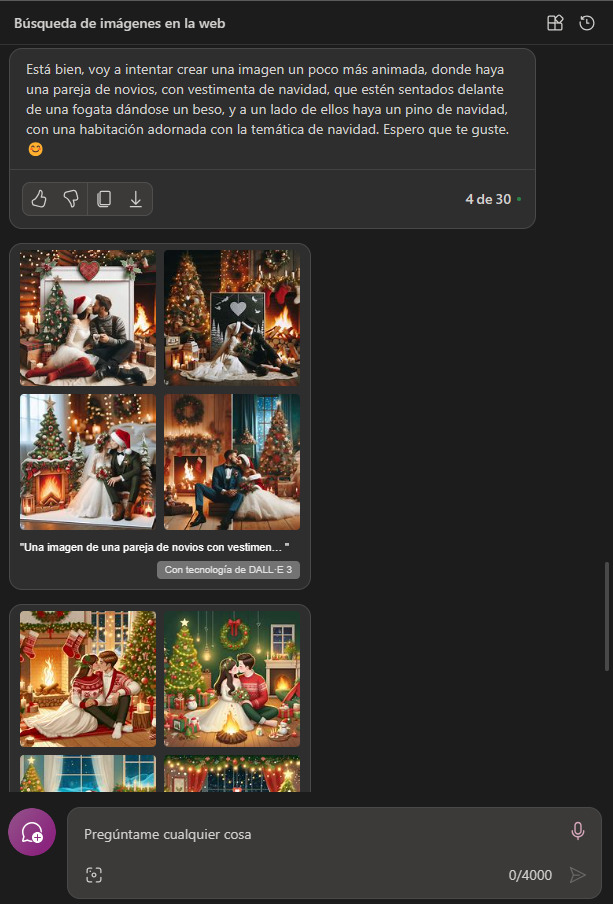 Búsqueda de imágenes en la web
Está bien, voy a intentar crear una imagen un poco más animada, donde haya
una pareja de novios, con vestimenta de navidad, que estén sentados delante
de una fogata dándose un beso, y a un lado de ellos haya un pino de navidad,
con una habitación adornada con la temática de navidad. Espero que te guste.
😊
4 de 30
"Una imagen de una pareja de novios con vestimen... "
Con tecnología de DALL·E 3
Pregúntame cualquier cosa
0/4000